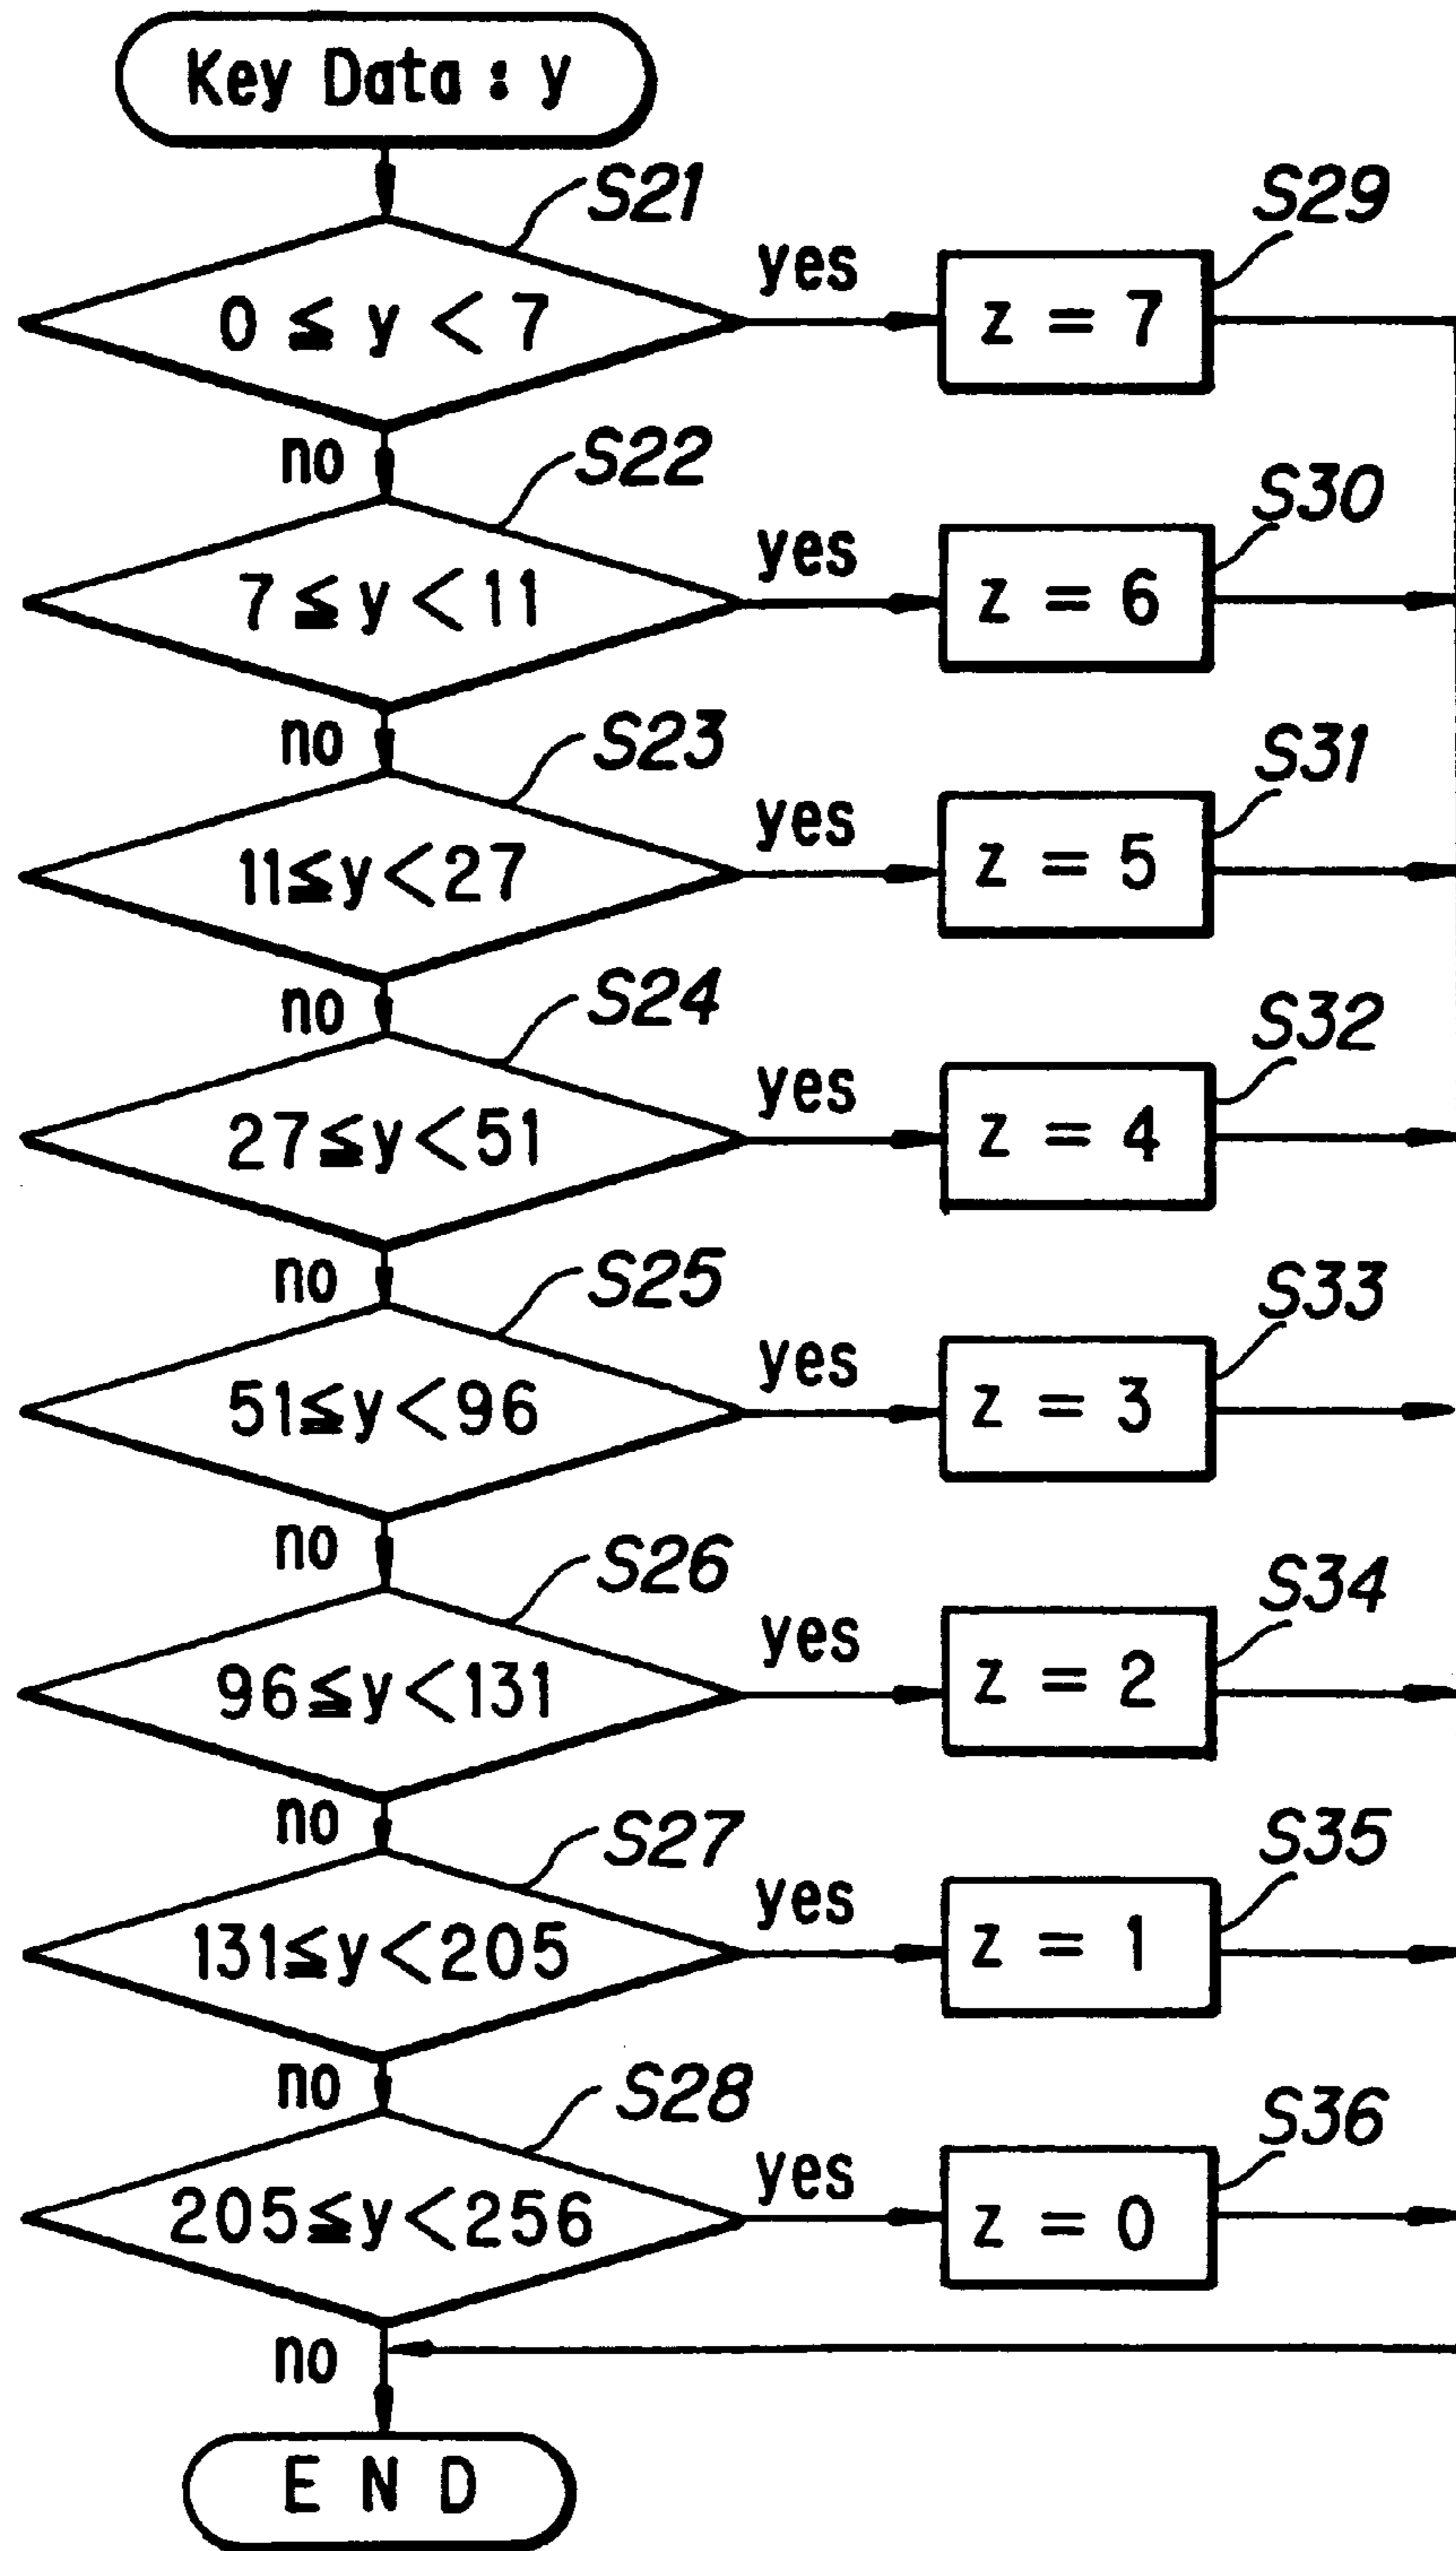 Key Data : y
S21
S29
0 ≦ y < 7
yes
z = 7
no
S22
S30
7 ≦ y < 11
yes
z = 6
no
S23
S31
11≦y<27
yes
z = 5
no
S24
S32
27≦y<51
yes
z = 4
no
S25
S33
51≦y<96
yes
z = 3
no
S26
S34
96≦y<131
yes
z = 2
no
S27
S35
131≦y<205
yes
z = 1
no
S28
S36
205≦y<256
yes
z = 0
no
E N D